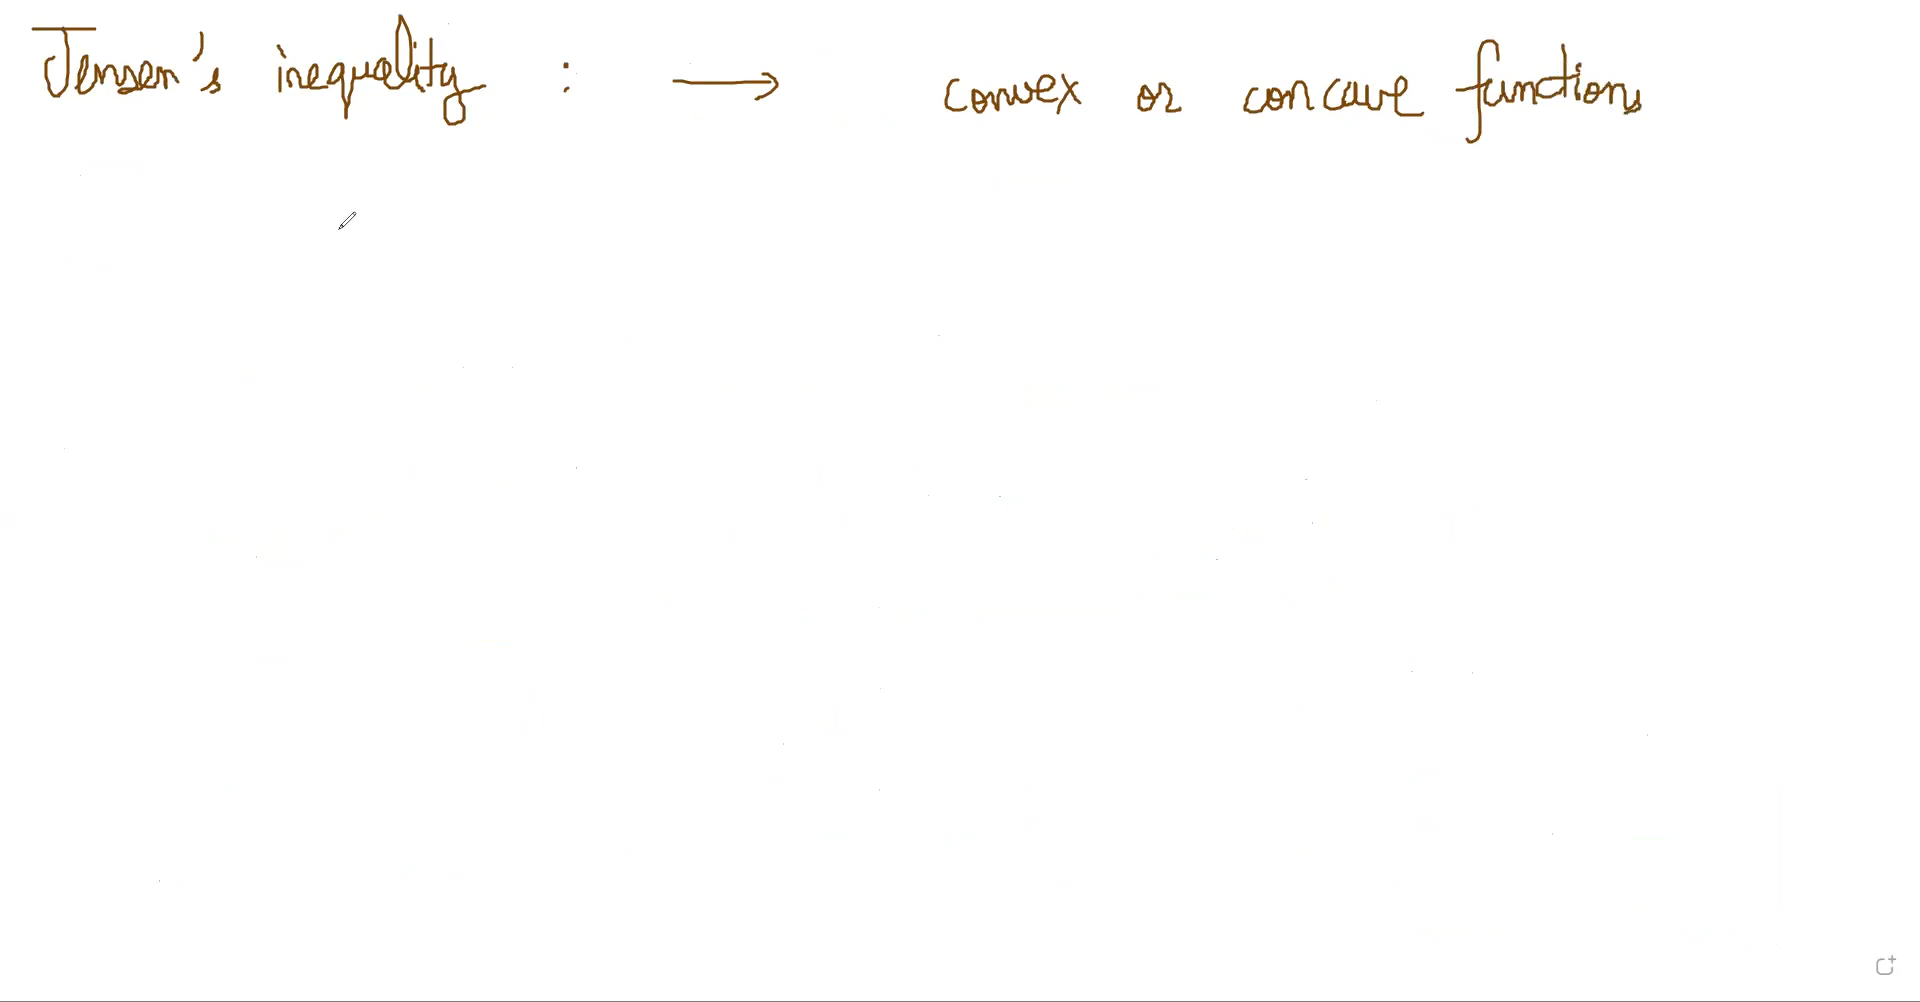 Jensen's inequality : → convex or concave functions